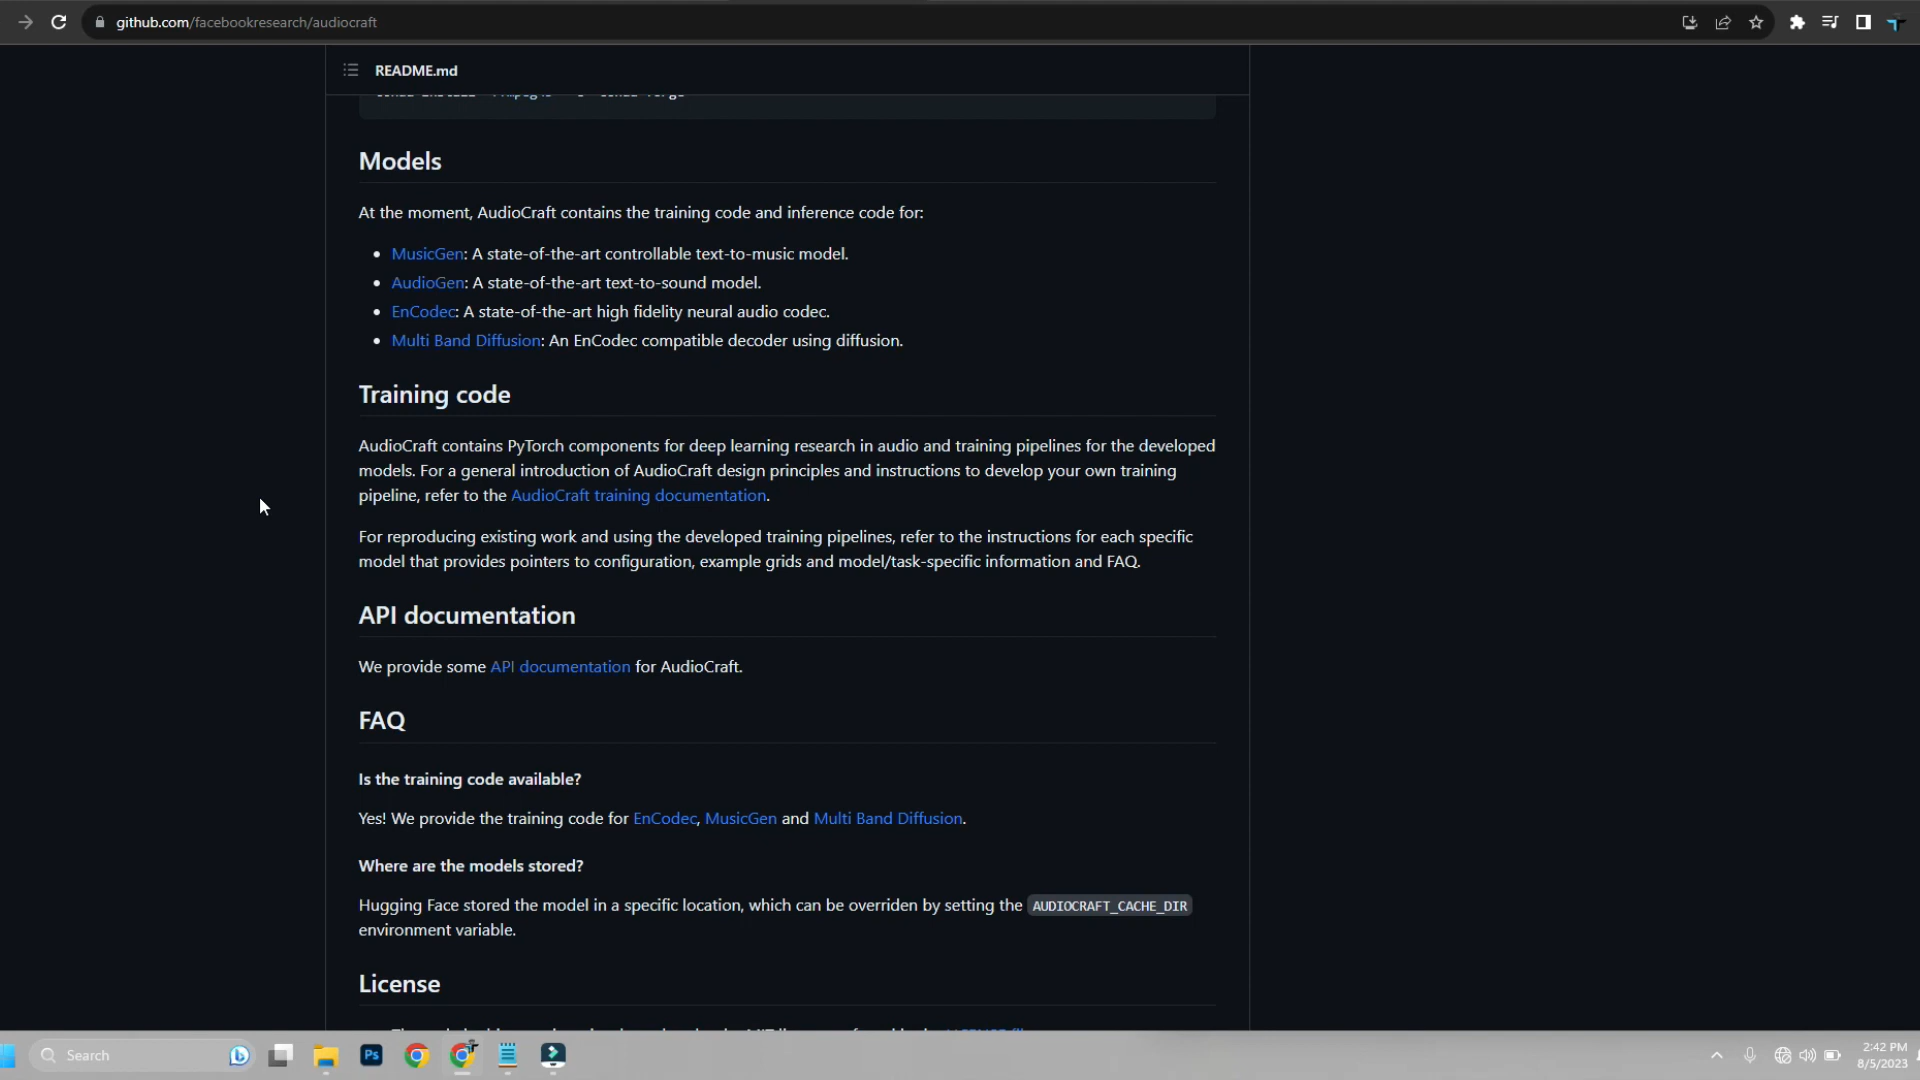 github.com/facebookresearch/audiocraft
README.md
Models
At the moment, AudioCraft contains the training code and inference code for:
MusicGen: A state-of-the-art controllable text-to-music model.
AudioGen: A state-of-the-art text-to-sound model.
EnCodec: A state-of-the-art high fidelity neural audio codec.
Multi Band Diffusion: An EnCodec compatible decoder using diffusion.
Training code
AudioCraft contains PyTorch components for deep learning research in audio and training pipelines for the developed
models. For a general introduction of AudioCraft design principles and instructions to develop your own training
pipeline, refer to the AudioCraft training documentation.
For reproducing existing work and using the developed training pipelines, refer to the instructions for each specific
model that provides pointers to configuration, example grids and model/task-specific information and FAQ.
API documentation
We provide some API documentation for AudioCraft.
FAQ
Is the training code available?
Yes! We provide the training code for EnCodec, MusicGen and Multi Band Diffusion.
Where are the models stored?
Hugging Face stored the model in a specific location, which can be overriden by setting the AUDIOCRAFT_CACHE_DIR
environment variable.
License
Search
Ps
2:42 PM
8/5/2023